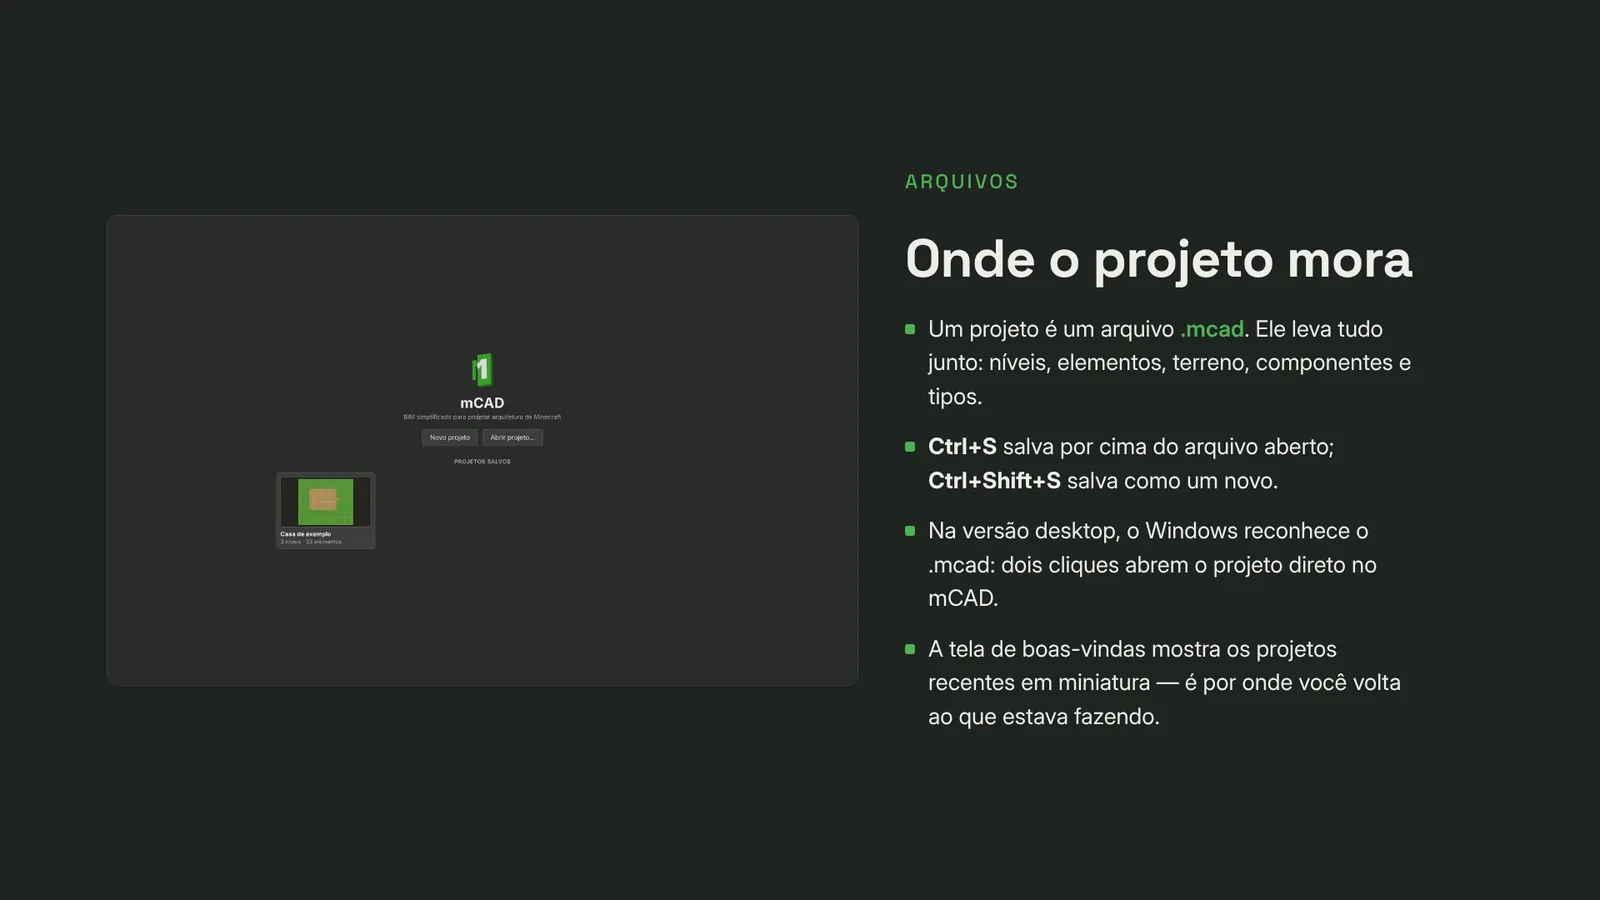 mCAD
BIM simplificado para projetar arquitetura de Minecraft
Novo projeto
Abrir projeto...
PROJETOS SALVOS
Casa de exemplo
3 níveis · 33 elementos
ARQUIVOS
Onde o projeto mora
Um projeto é um arquivo .mcad. Ele leva tudo
junto: níveis, elementos, terreno, componentes e
tipos.
Ctrl+S salva por cima do arquivo aberto;
Ctrl+Shift+S salva como um novo.
Na versão desktop, o Windows reconhece o
.mcad: dois cliques abrem o projeto direto no
mCAD.
A tela de boas-vindas mostra os projetos
recentes em miniatura — é por onde você volta
ao que estava fazendo.